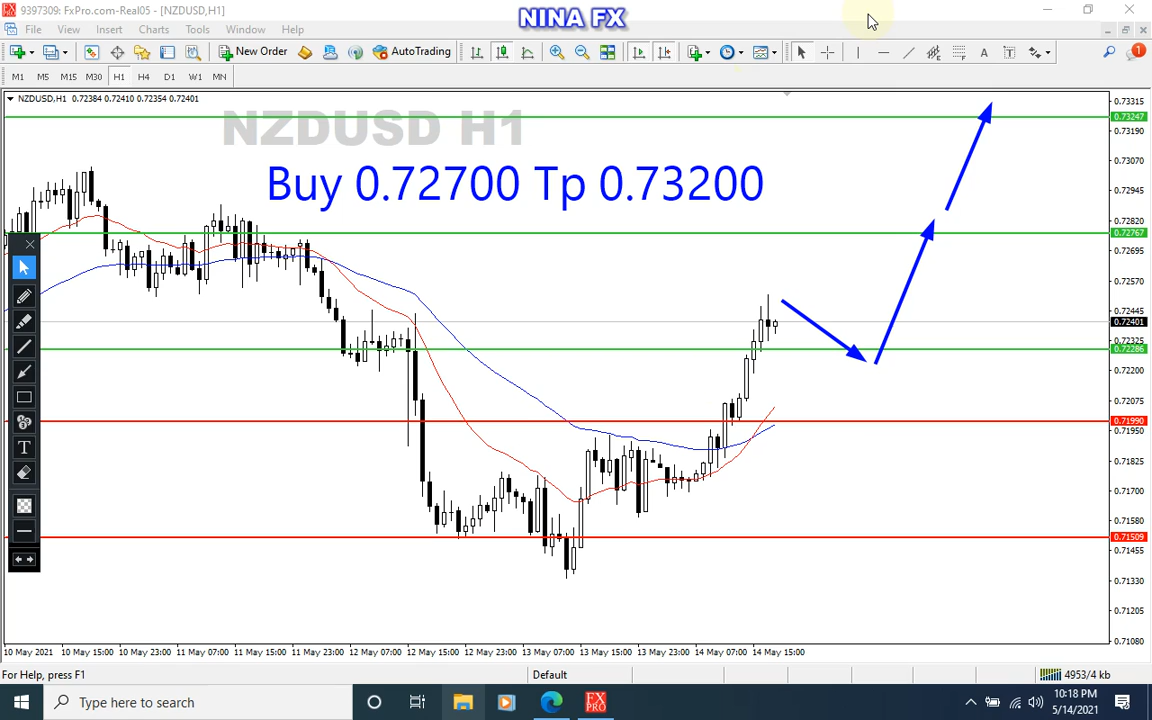 9397309: FxPro.com-Real05 - [NZDUSD,H1]
NINA FX
File View Insert Charts Tools Window Help
New Order AutoTrading
M1 M5 M15 M30 H1 H4 D1 W1 MN
NZDUSD,H1 0.72384 0.72410 0.72354 0.72401
NZDUSD H1
Buy 0.72700 Tp 0.73200
0.73315
0.73247
0.73190
0.73070
0.72945
0.72820
0.72767
0.72695
0.72570
0.72445
0.72401
0.72325
0.72286
0.72200
0.72075
0.71990
0.71950
0.71825
0.71700
0.71580
0.71509
0.71455
0.71330
0.71205
0.71080
10 May 2021 10 May 15:00 10 May 23:00 11 May 07:00 11 May 15:00 11 May 23:00 12 May 07:00 12 May 15:00 12 May 23:00 13 May 07:00 13 May 15:00 13 May 23:00 14 May 07:00 14 May 15:00
For Help, press F1 Default 4953/4 kb
Type here to search
FX PRO
10:18 PM
5/14/2021